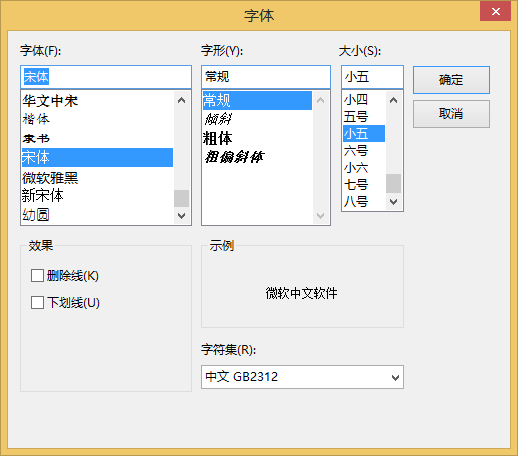 字体
字体(F):
宋体
华文中宋
楷体
隶书
宋体
微软雅黑
新宋体
幼圆
字形(Y):
常规
常规
倾斜
粗体
粗偏斜体
大小(S):
小五
小四
五号
小五
六号
小六
七号
八号
确定
取消
效果
删除线(K)
下划线(U)
示例
微软中文软件
字符集(R):
中文 GB2312